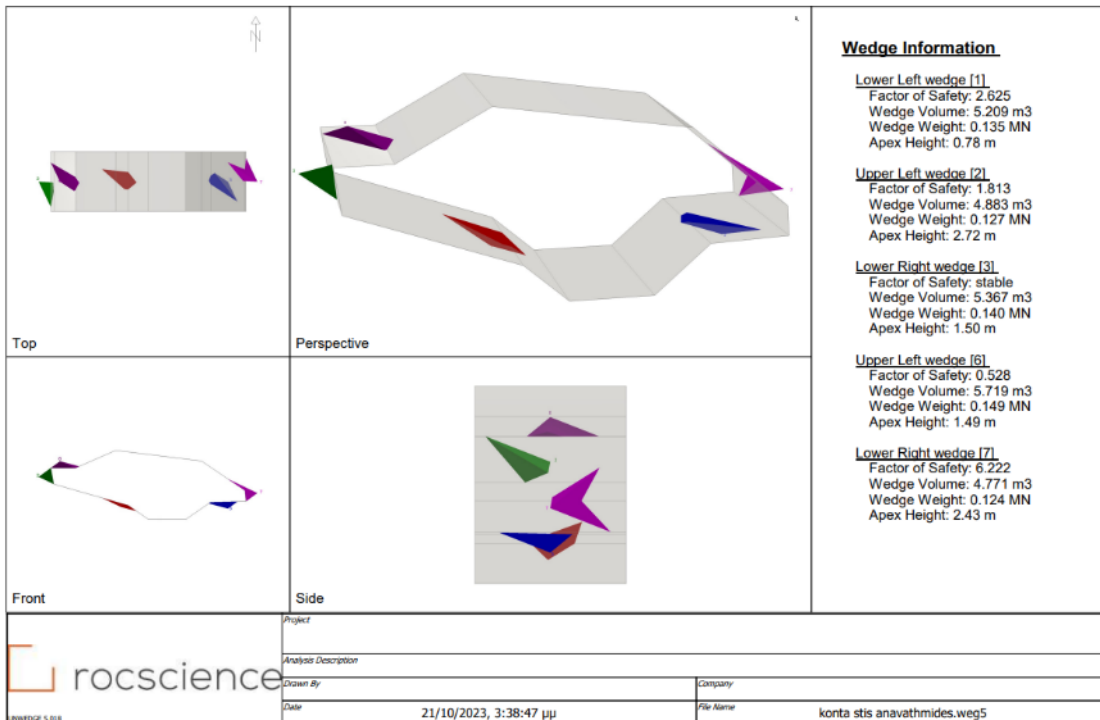 N
Top
Perspective
Front
Side
Wedge Information
Lower Left wedge [1]
Factor of Safety: 2.625
Wedge Volume: 5.209 m3
Wedge Weight: 0.135 MN
Apex Height: 0.78 m
Upper Left wedge [2]
Factor of Safety: 1.813
Wedge Volume: 4.883 m3
Wedge Weight: 0.127 MN
Apex Height: 2.72 m
Lower Right wedge [3]
Factor of Safety: stable
Wedge Volume: 5.367 m3
Wedge Weight: 0.140 MN
Apex Height: 1.50 m
Upper Left wedge [6]
Factor of Safety: 0.528
Wedge Volume: 5.719 m3
Wedge Weight: 0.149 MN
Apex Height: 1.49 m
Lower Right wedge [7]
Factor of Safety: 6.222
Wedge Volume: 4.771 m3
Wedge Weight: 0.124 MN
Apex Height: 2.43 m
rocscience
Project
Analysis Description
Drawn By
Company
Date
21/10/2023, 3:38:47 μμ
File Name
konta stis anavathmides.weg5